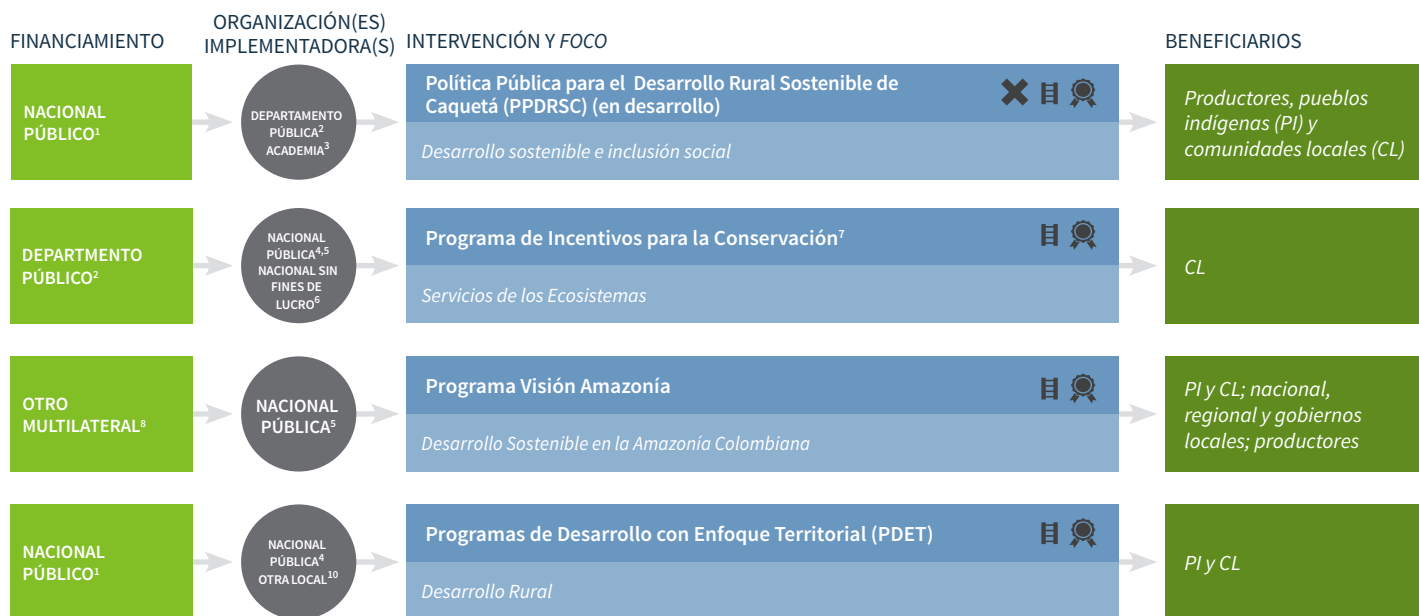 FINANCIAMIENTO
ORGANIZACIÓN(ES)
IMPLEMENTADORA(S)
INTERVENCIÓN Y FOCO
BENEFICIARIOS
NACIONAL
PÚBLICO¹
DEPARTAMENTO
PÚBLICA²
ACADEMIA³
Política Pública para el Desarrollo Rural Sostenible de
Caquetá (PPDRSC) (en desarrollo)
Desarrollo sostenible e inclusión social
Productores, pueblos
indígenas (PI) y
comunidades locales (CL)
DEPARTMENTO
PÚBLICO²
NACIONAL
PÚBLICA⁴,⁵
NACIONAL SIN
FINES DE
LUCRO⁶
Programa de Incentivos para la Conservación⁷
Servicios de los Ecosistemas
CL
OTRO
MULTILATERAL⁸
NACIONAL
PÚBLICA⁵
Programa Visión Amazonía
Desarrollo Sostenible en la Amazonía Colombiana
PI y CL; nacional,
regional y gobiernos
locales; productores
NACIONAL
PÚBLICO¹
NACIONAL
PÚBLICA⁴
OTRA LOCAL¹⁰
Programas de Desarrollo con Enfoque Territorial (PDET)
Desarrollo Rural
PI y CL